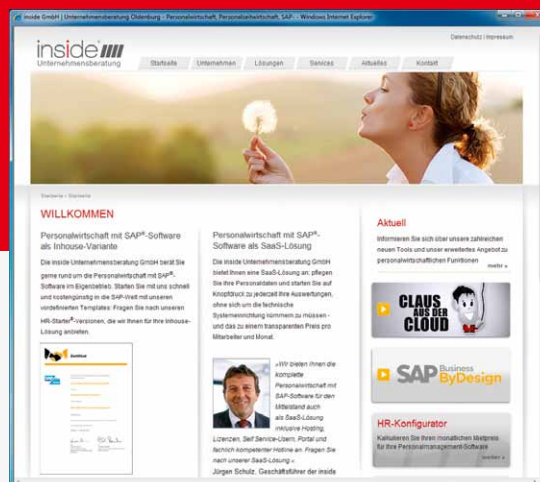 inside GmbH | Unternehmensberatung Oldenburg - Personalwirtschaft, Personalzeitwirtschaft, SAP - Windows Internet Explorer
Datenschutz | Impressum
inside
Unternehmensberatung
Startseite Unternehmen Lösungen Services Aktuelles Kontakt
Startseite > Startseite
WILLKOMMEN
Personalwirtschaft mit SAP®-Software
als Inhouse-Variante
Die inside Unternehmensberatung GmbH berät Sie
gerne rund um die Personalwirtschaft mit SAP®-
Software im Eigenbetrieb. Starten Sie mit uns schnell
und kostengünstig in die SAP-Welt mit unseren
vordefinierten Templates: Fragen Sie nach unseren
HR-Starter®-Versionen, die wir Ihnen für Ihre Inhouse-
Lösung anbieten.
Zertifikat
Personalwirtschaft mit SAP®-
Software als SaaS-Lösung
Die inside Unternehmensberatung GmbH
bietet Ihnen eine SaaS-Lösung an: pflegen
Sie Ihre Personaldaten und starten Sie auf
Knopfdruck zu jederzeit Ihre Auswertungen,
ohne sich um die technische
Systemeinrichtung kümmern zu müssen -
und das zu einem transparenten Preis pro
Mitarbeiter und Monat.
»Wir bieten Ihnen die
komplette
Personalwirtschaft mit
SAP-Software für den
Mittelstand auch
als SaaS-Lösung
inklusive Hosting,
Lizenzen, Self Service-Usern, Portal und
fachlich kompetenter Hotline an. Fragen Sie
nach unserer SaaS-Lösung.«
Jürgen Schulz, Geschäftsführer der inside
Aktuell
Informieren Sie sich über unsere zahlreichen
neuen Tools und unser erweitertes Angebot zu
personalwirtschaftlichen Funktionen
mehr »
CLAUS
AUS DER
CLOUD
SAP Business
ByDesign
HR-Konfigurator
Kalkulieren Sie Ihren monatlichen Mietpreis
für Ihre Personalmanagement-Software
weiter »